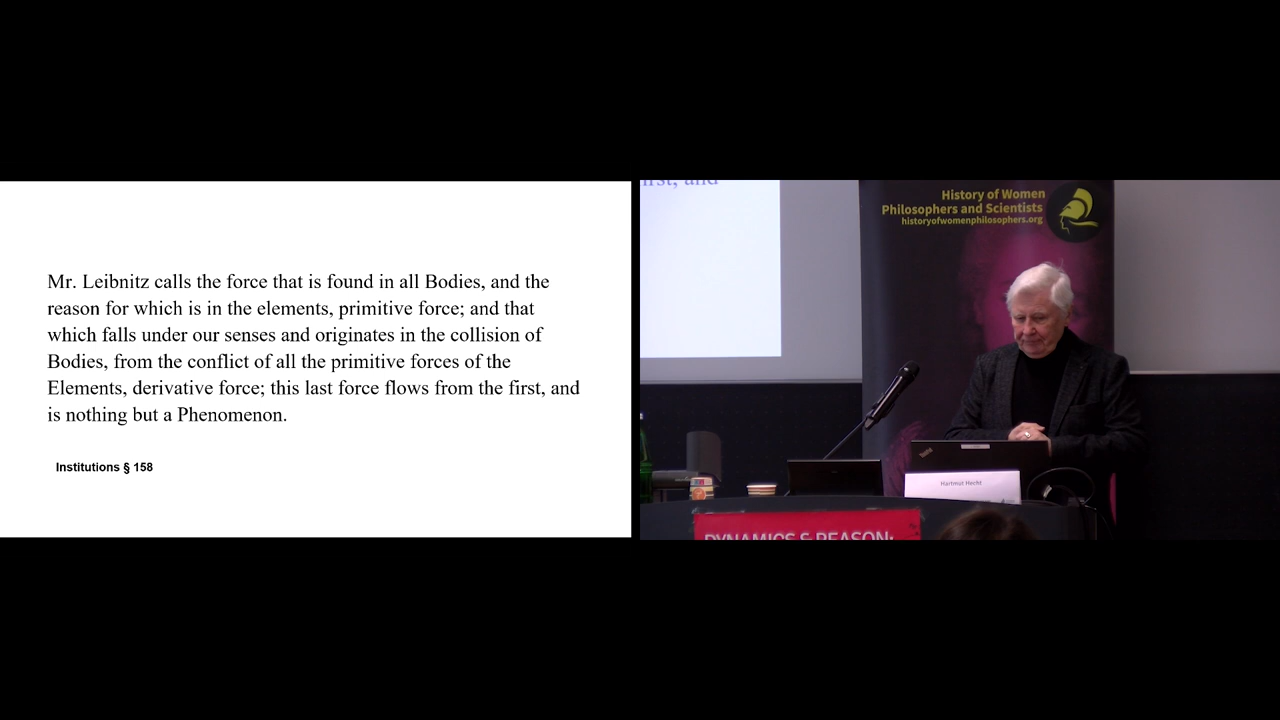 Mr. Leibnitz calls the force that is found in all Bodies, and the
reason for which is in the elements, primitive force; and that
which falls under our senses and originates in the collision of
Bodies, from the conflict of all the primitive forces of the
Elements, derivative force; this last force flows from the first, and
is nothing but a Phenomenon.
Institutions § 158
first, and
History of Women
Philosophers and Scientists
historyofwomenphilosophers.org
Hartmut Hecht
DYNAMICS & REASON: